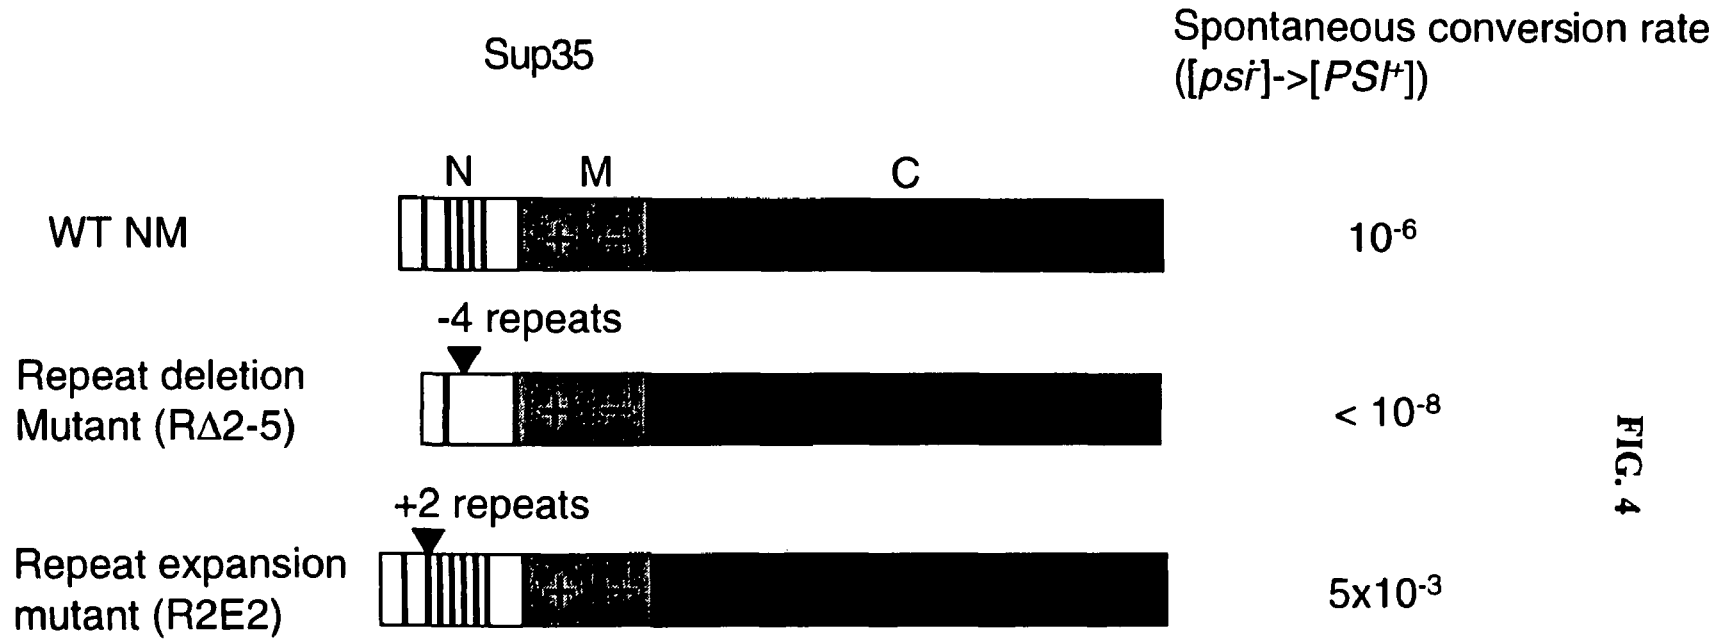 Sup35
Spontaneous conversion rate
([psi⁻]->[PSI⁺])
N M C
WT NM 10⁻⁶
-4 repeats
Repeat deletion
Mutant (RΔ2-5) < 10⁻⁸
+2 repeats
Repeat expansion
mutant (R2E2) 5x10⁻³
FIG. 4